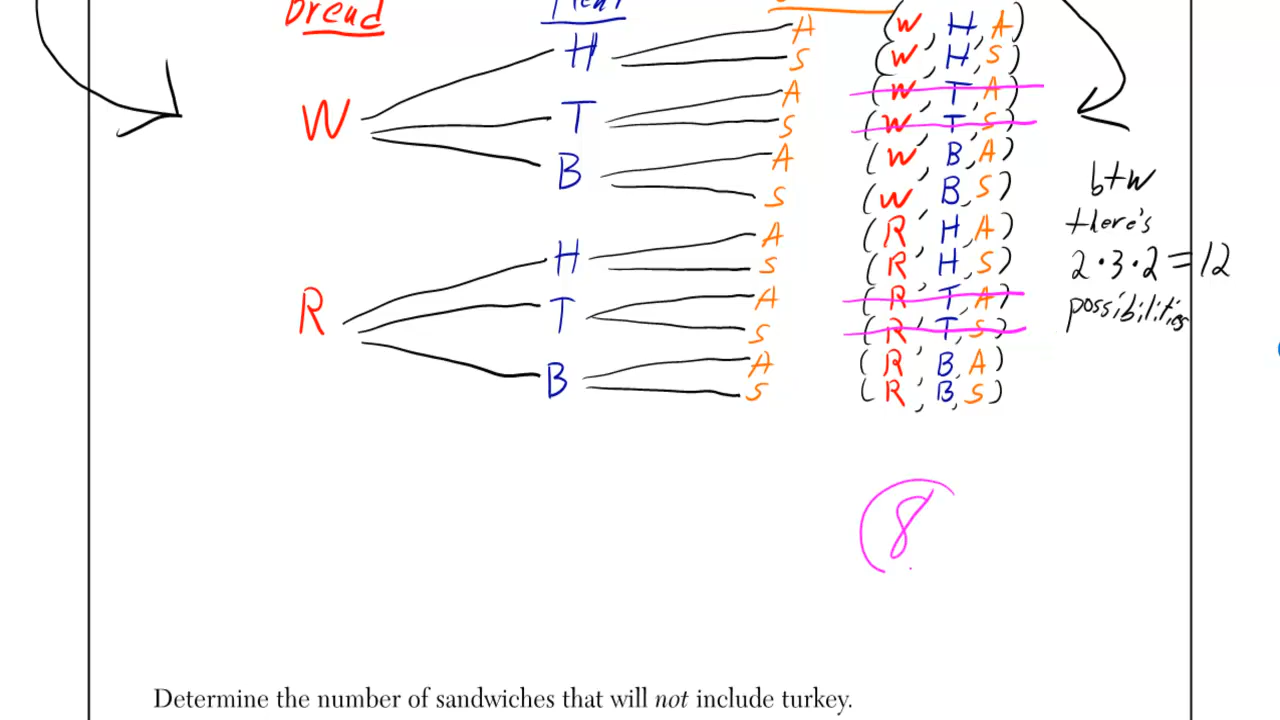 Bread
W
H
T
B
A
S
A
S
A
S
R
H
T
B
A
S
A
S
A
S
(W, H, A)
(W, H, S)
(W, T, A)
(W, T, S)
(W, B, A)
(W, B, S)
(R, H, A)
(R, H, S)
(R, T, A)
(R, T, S)
(R, B, A)
(R, B, S)
btw
there's
2·3·2=12
possibilities
8
Determine the number of sandwiches that will not include turkey.